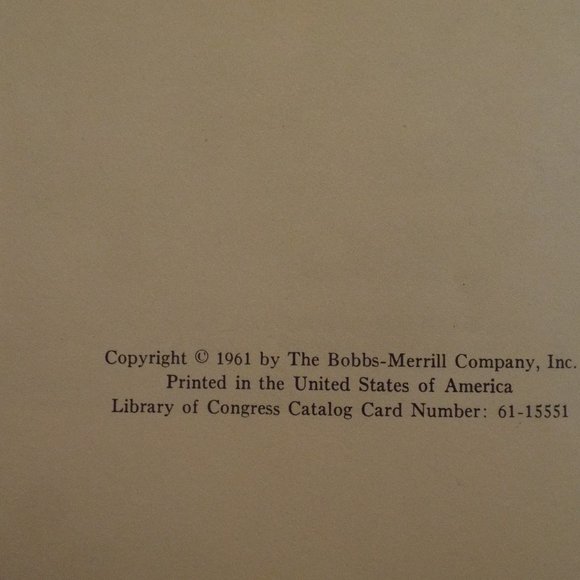 Copyright © 1961 by The Bobbs-Merrill Company, Inc.
Printed in the United States of America
Library of Congress Catalog Card Number: 61-15551